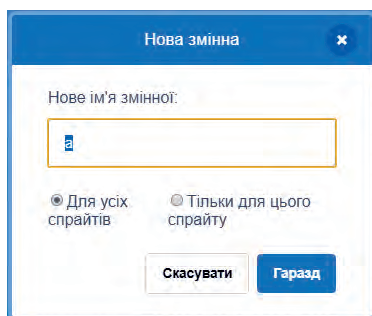 Нова змінна
Нове ім'я змінної:
а
Для усіх спрайтів
Тільки для цього спрайту
Скасувати
Гаразд